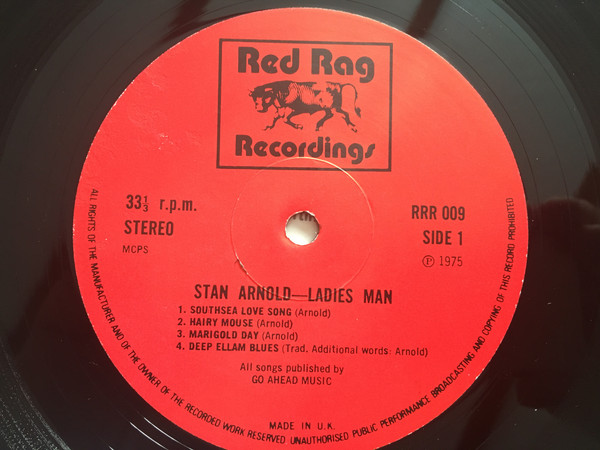 Red Rag
Recordings
33⅓ r.p.m.
STEREO
MCPS
RRR 009
SIDE 1
Ⓟ 1975
STAN ARNOLD—LADIES MAN
1. SOUTHSEA LOVE SONG (Arnold)
2. HAIRY MOUSE (Arnold)
3. MARIGOLD DAY (Arnold)
4. DEEP ELLAM BLUES (Trad. Additional words: Arnold)
All songs published by
GO AHEAD MUSIC
MADE IN U.K.
ALL RIGHTS OF THE MANUFACTURER AND OF THE OWNER OF THE RECORDED WORK RESERVED UNAUTHORISED PUBLIC PERFORMANCE BROADCASTING AND COPYING OF THIS RECORD PROHIBITED